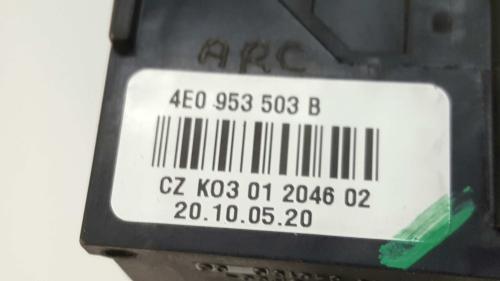 ARC
4E0 953 503 B
CZ K03 01 2046 02
20.10.05.20